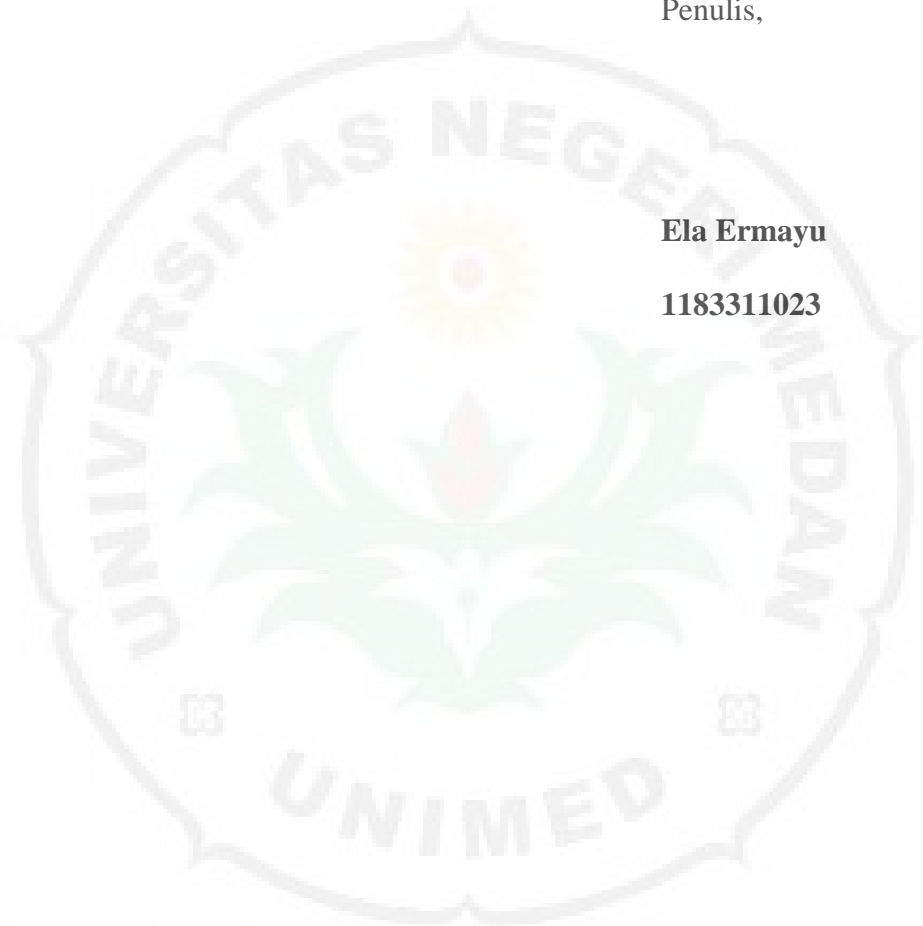 Penulis,
Ela Ermayu
1183311023
UNIVERSITAS NEGERI MEDAN
UNIMED